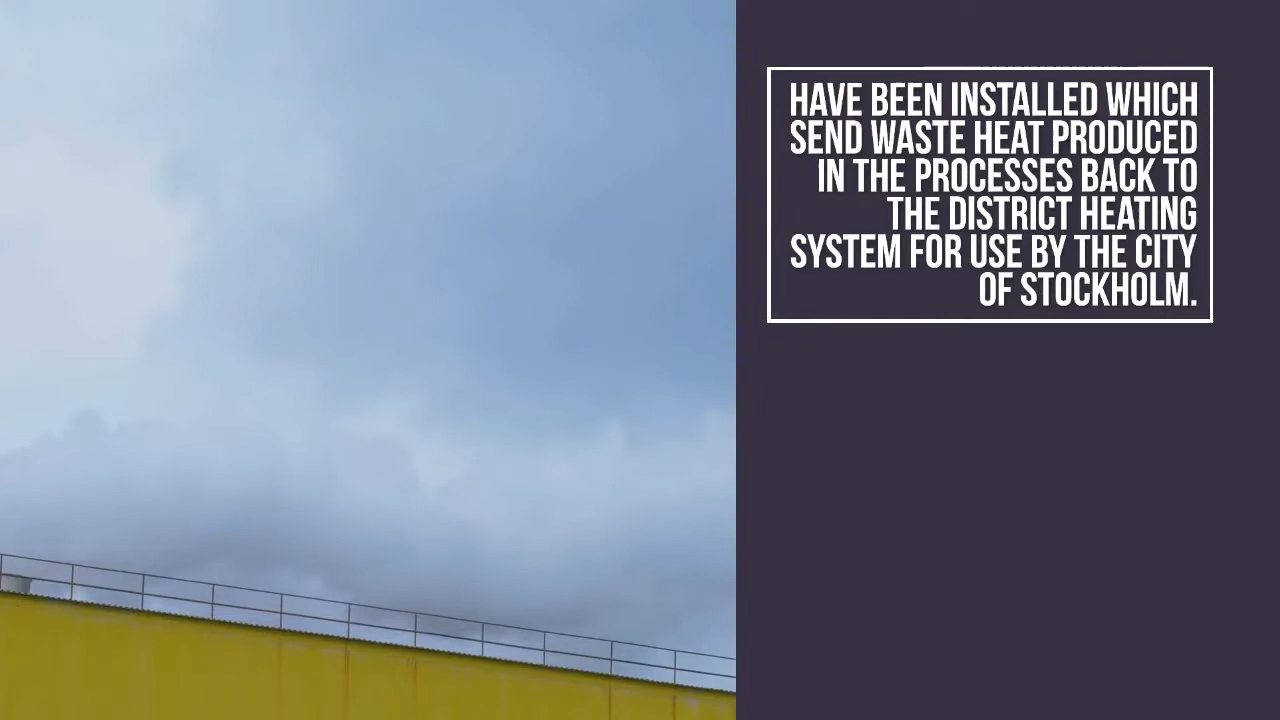 HAVE BEEN INSTALLED WHICH
SEND WASTE HEAT PRODUCED
IN THE PROCESSES BACK TO
THE DISTRICT HEATING
SYSTEM FOR USE BY THE CITY
OF STOCKHOLM.